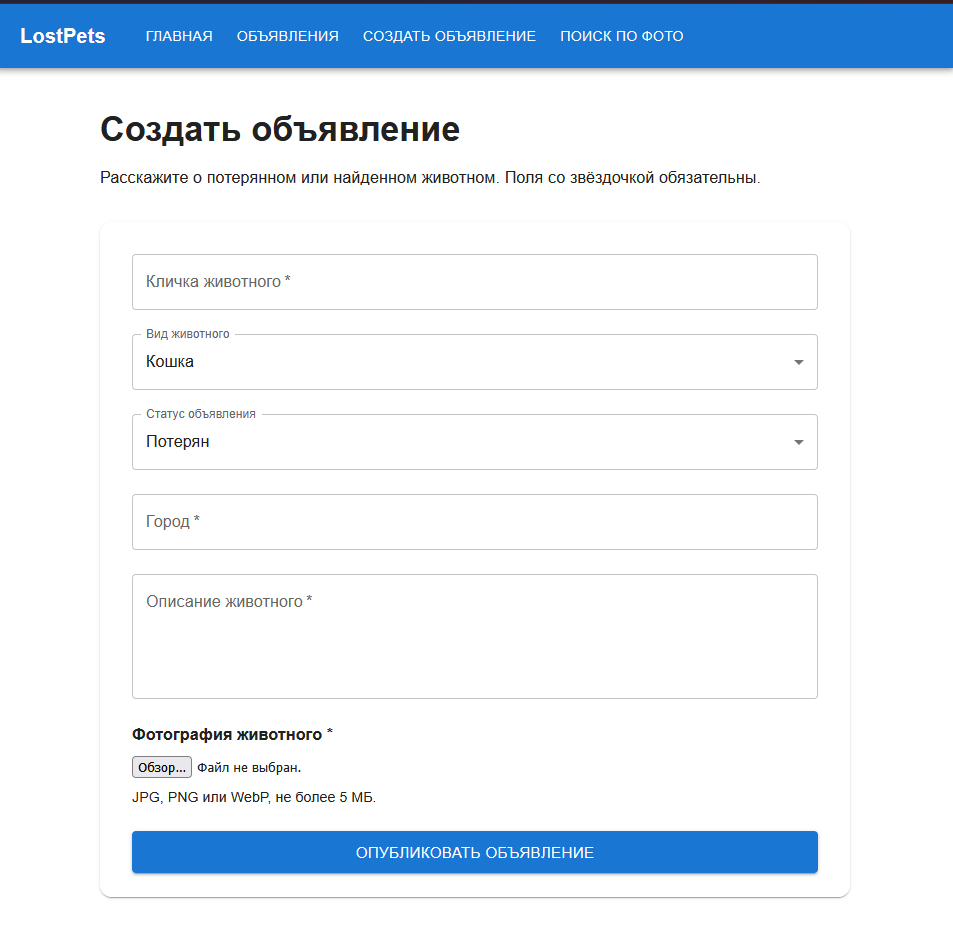 LostPets ГЛАВНАЯ ОБЪЯВЛЕНИЯ СОЗДАТЬ ОБЪЯВЛЕНИЕ ПОИСК ПО ФОТО
Создать объявление
Расскажите о потерянном или найденном животном. Поля со звёздочкой обязательны.
Кличка животного *
Вид животного
Кошка
Статус объявления
Потерян
Город *
Описание животного *
Фотография животного *
Обзор... Файл не выбран.
JPG, PNG или WebP, не более 5 МБ.
ОПУБЛИКОВАТЬ ОБЪЯВЛЕНИЕ